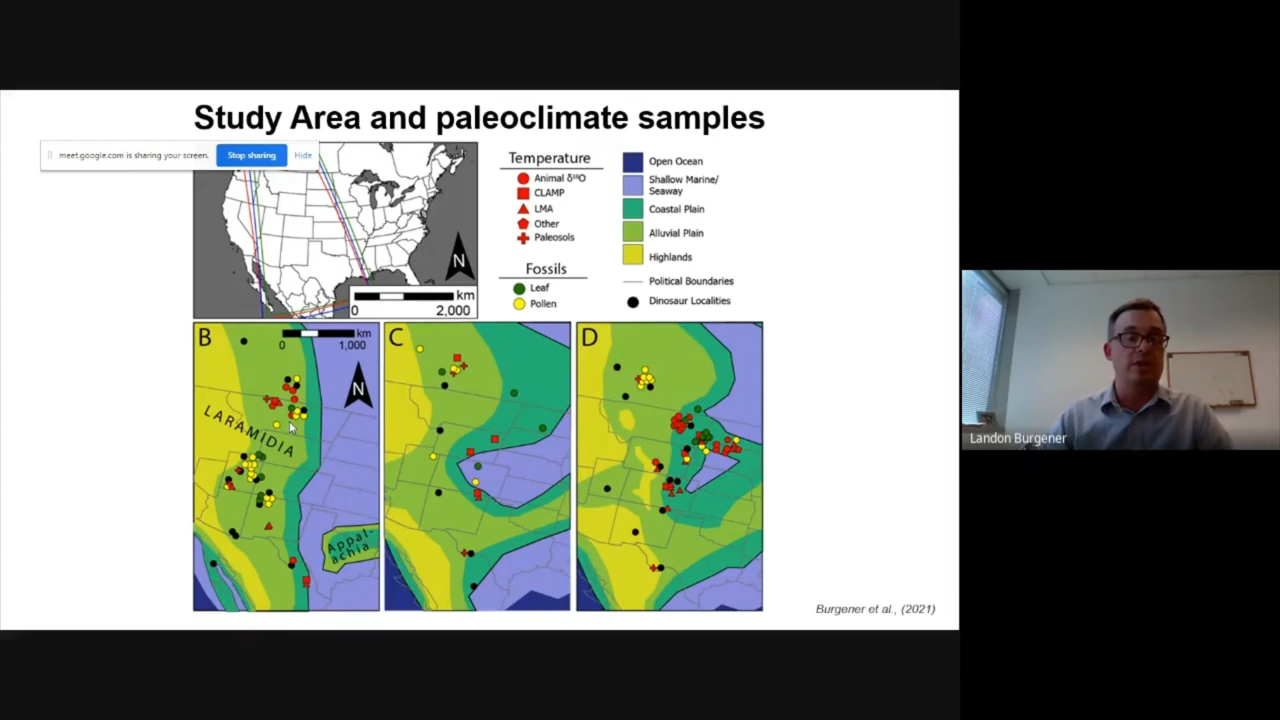 Study Area and paleoclimate samples
meet.google.com is sharing your screen.
Stop sharing
Hide
N
km
0 2,000
Temperature
Animal δ¹⁸O
CLAMP
LMA
Other
Paleosols
Fossils
Leaf
Pollen
Open Ocean
Shallow Marine/
Seaway
Coastal Plain
Alluvial Plain
Highlands
Political Boundaries
Dinosaur Localities
B
km
0 1,000
N
LARAMIDIA
Appal-
achia
C
D
Burgener et al., (2021)
Landon Burgener